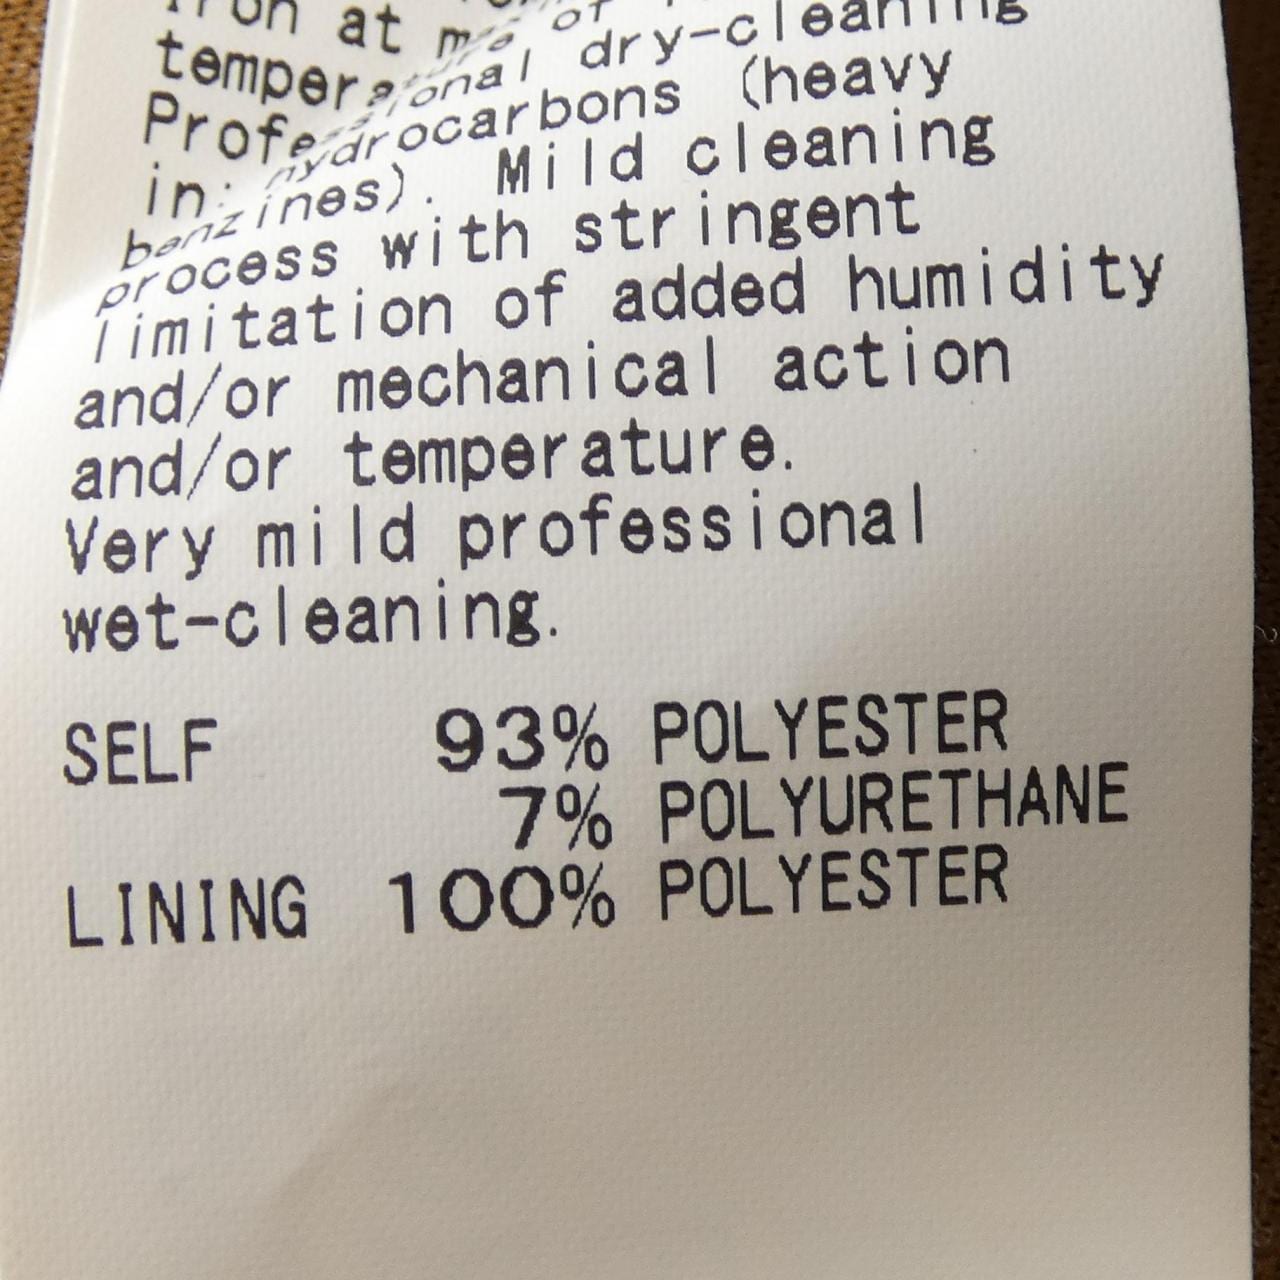 Iron at of
temperature
Professional dry-cleaning
in: hydrocarbons (heavy
benzines). Mild cleaning
process with stringent
limitation of added humidity
and/or mechanical action
and/or temperature.
Very mild professional
wet-cleaning.
SELF 93% POLYESTER
7% POLYURETHANE
LINING 100% POLYESTER